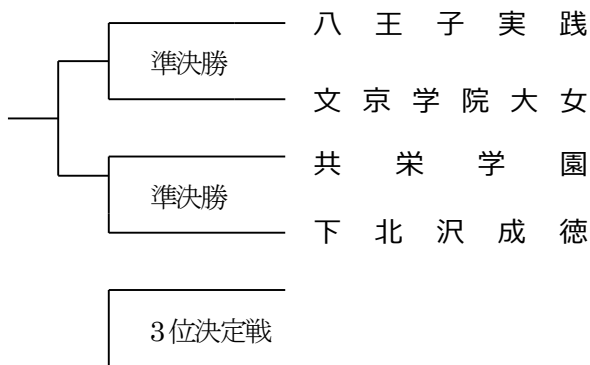 八王子実践
準決勝
文京学院大女
共栄学園
準決勝
下北沢成徳
3位決定戦